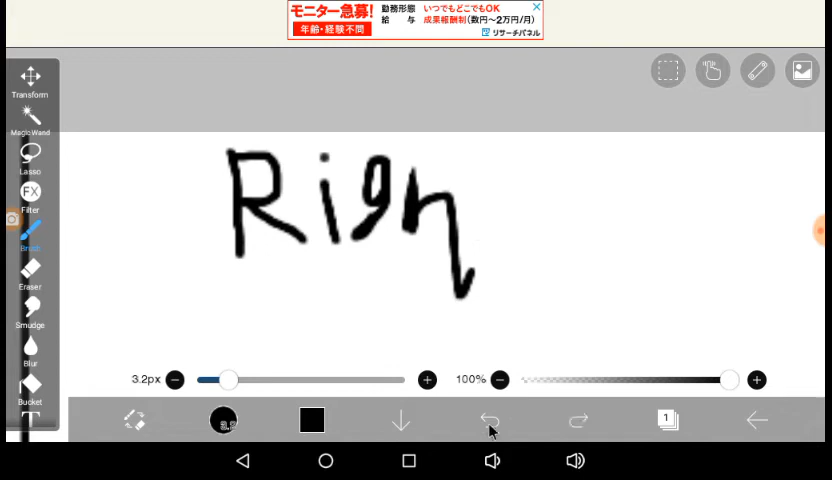 モニター急募! 勤務形態 いつでもどこでもOK
年齢・経験不問 給与 成果報酬制(数円～2万円/月)
リサーチパネル
Transform
MagicWand
Lasso
FX
Filter
Brush
Eraser
Smudge
Blur
Bucket
T
Rign
3.2px
100%
3.2
1